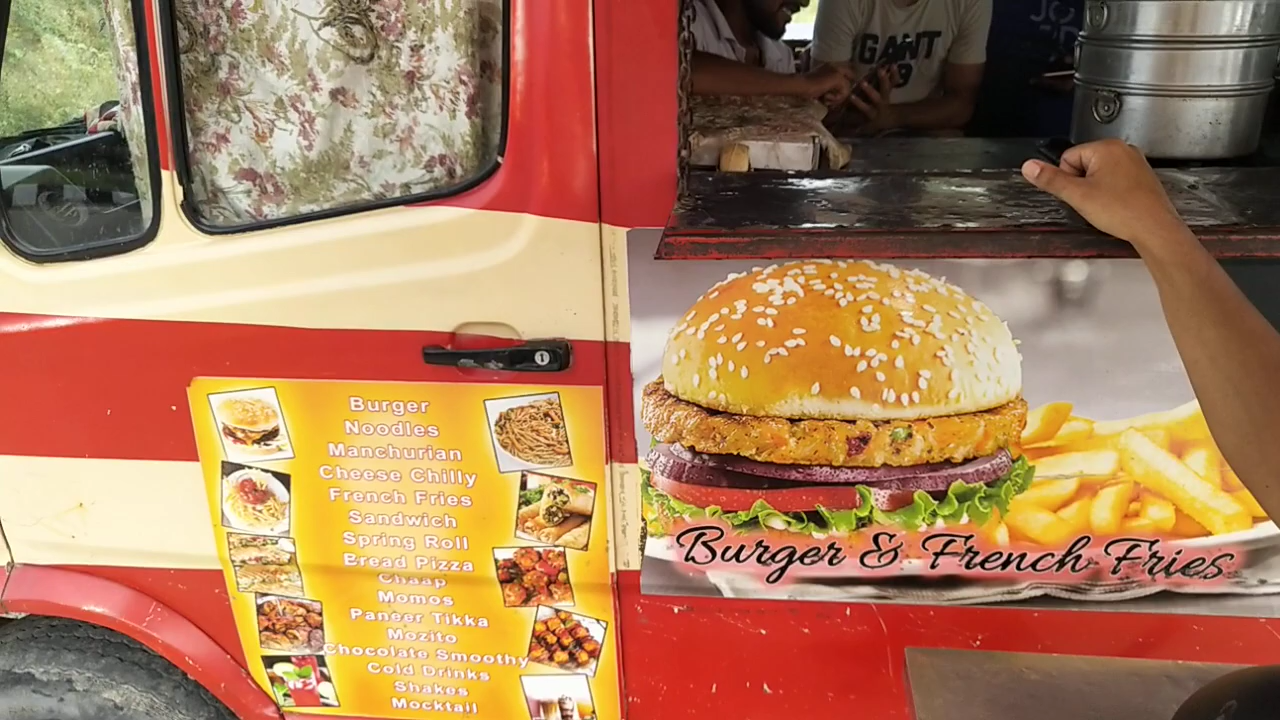 GANT
Burger
Noodles
Manchurian
Cheese Chilly
French Fries
Sandwich
Spring Roll
Bread Pizza
Chaap
Momos
Paneer Tikka
Mozito
Chocolate Smoothy
Cold Drinks
Shakes
Mocktail
Burger & French Fries